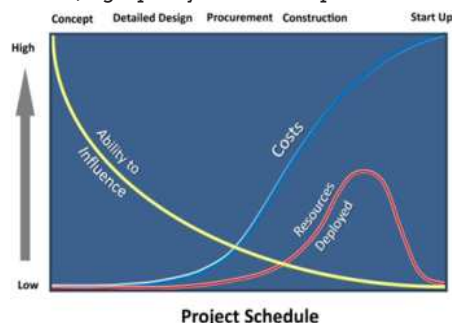 Concept Detailed Design Procurement Construction Start Up
High
Ability to
Influence
Costs
Resources
Deployed
Low
Project Schedule